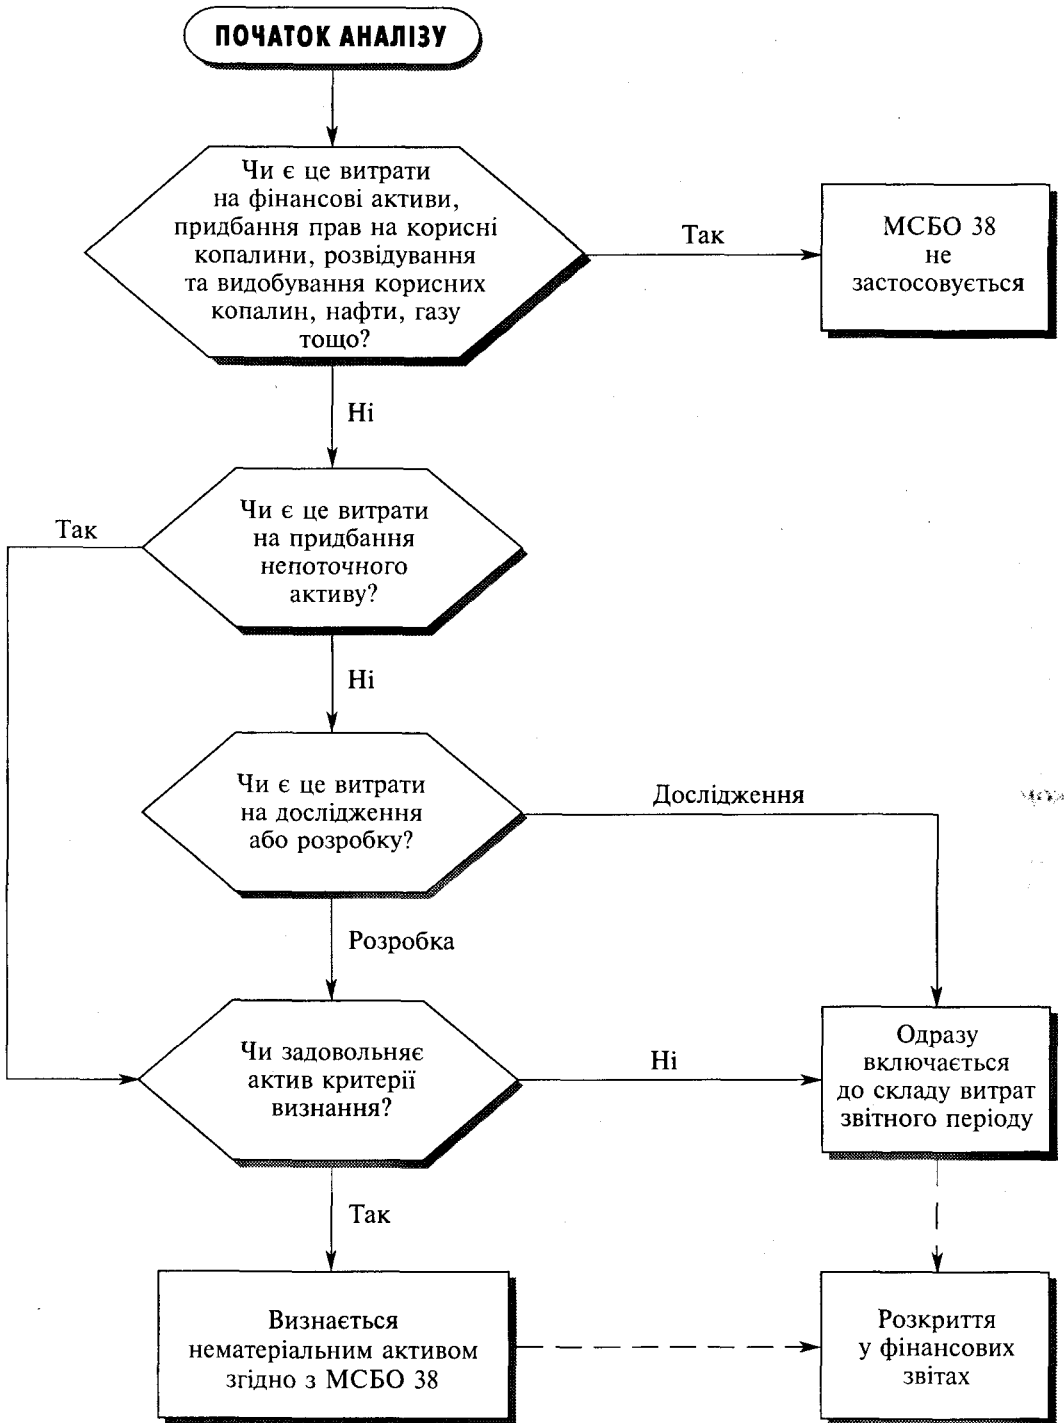 ПОЧАТОК АНАЛІЗУ
Чи є це витрати
на фінансові активи,
придбання прав на корисні
копалини, розвідування
та видобування корисних
копалин, нафти, газу
тощо?
Так
МСБО 38
не
застосовується
Ні
Чи є це витрати
на придбання
непоточного
активу?
Так
Ні
Чи є це витрати
на дослідження
або розробку?
Дослідження
Розробка
Чи задовольняє
актив критерії
визнання?
Ні
Одразу
включається
до складу витрат
звітного періоду
Так
Визнається
нематеріальним активом
згідно з МСБО 38
Розкриття
у фінансових
звітах